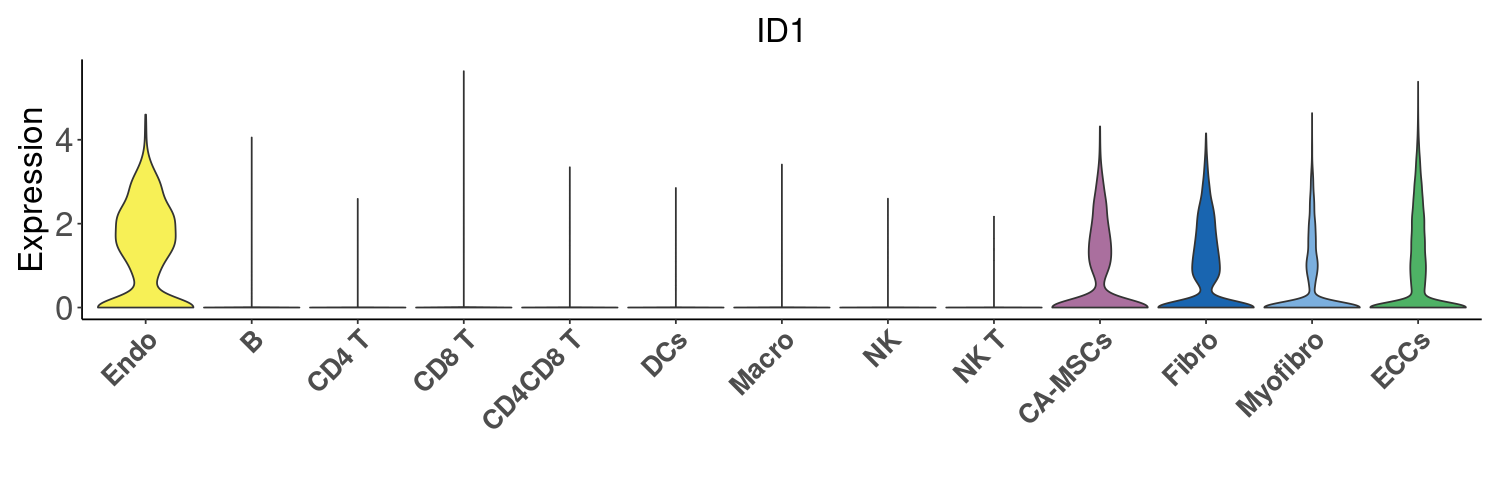 ID1
Expression
4
2
0
Endo
B
CD4 T
CD8 T
CD4CD8 T
DCs
Macro
NK
NK T
CA-MSCs
Fibro
Myofibro
ECCs